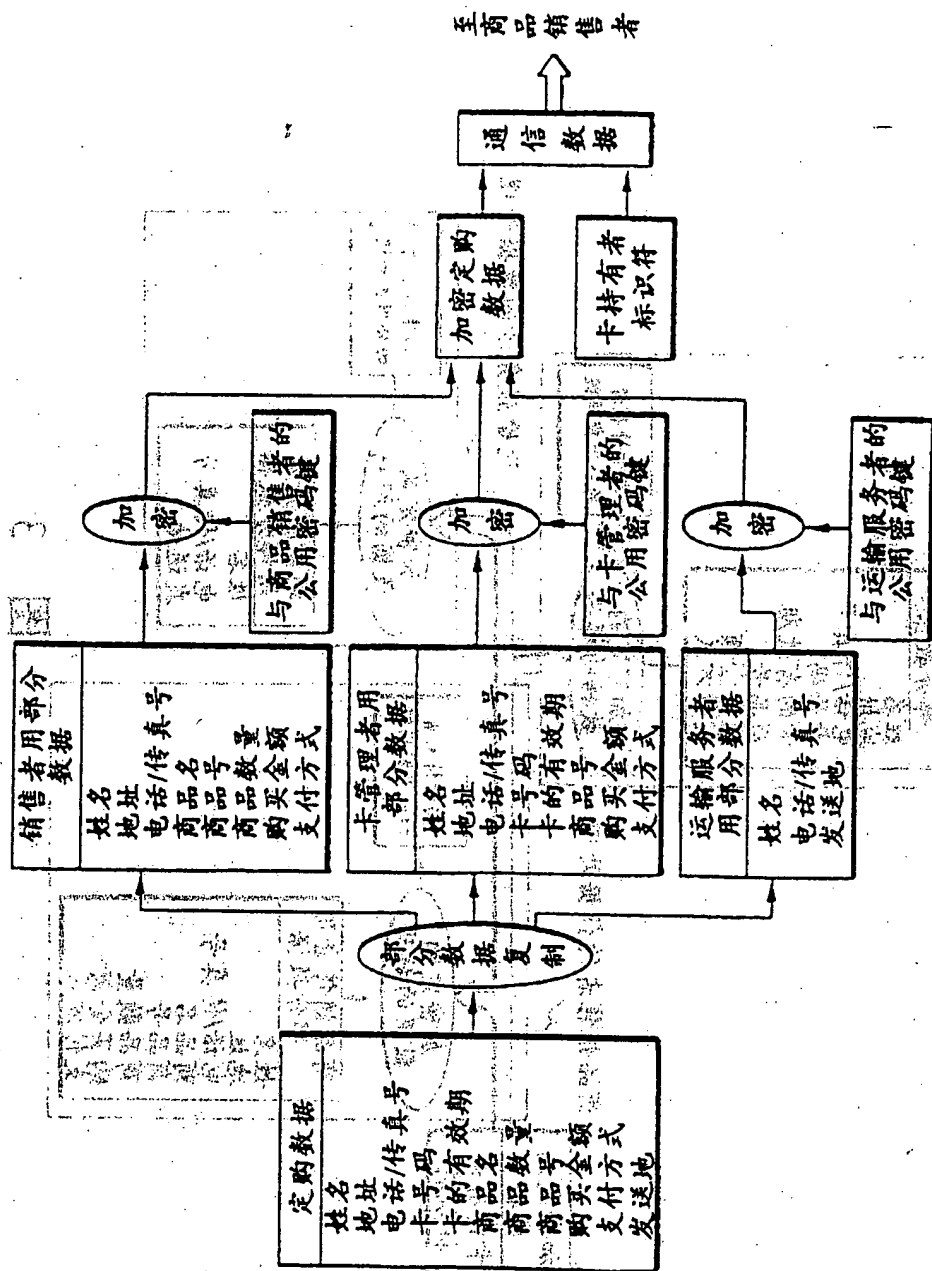 图 3
定购数据
姓名
地址
电话/传真号
卡号码
卡的有效期
商品名
商品数量
商品号
购买金额
支付方式
发送地
部分数据复制
销售者用部分
数据
姓名
地址
电话/传真号
商品名
商品号
商品数量
购买金额
支付方式
加密
与商品销售者的
公用密码键
卡管理者用
部分数据
姓名
地址
电话/传真号
卡号码
卡的有效期
商品号
购买金额
支付方式
加密
与卡管理者的
公用密码键
运输服务者
用部分数据
姓名
电话/传真号
发送地
加密
与运输服务者的
公用密码键
加密定购
数据
卡持有者
标识符
通信数据
至商品销售者